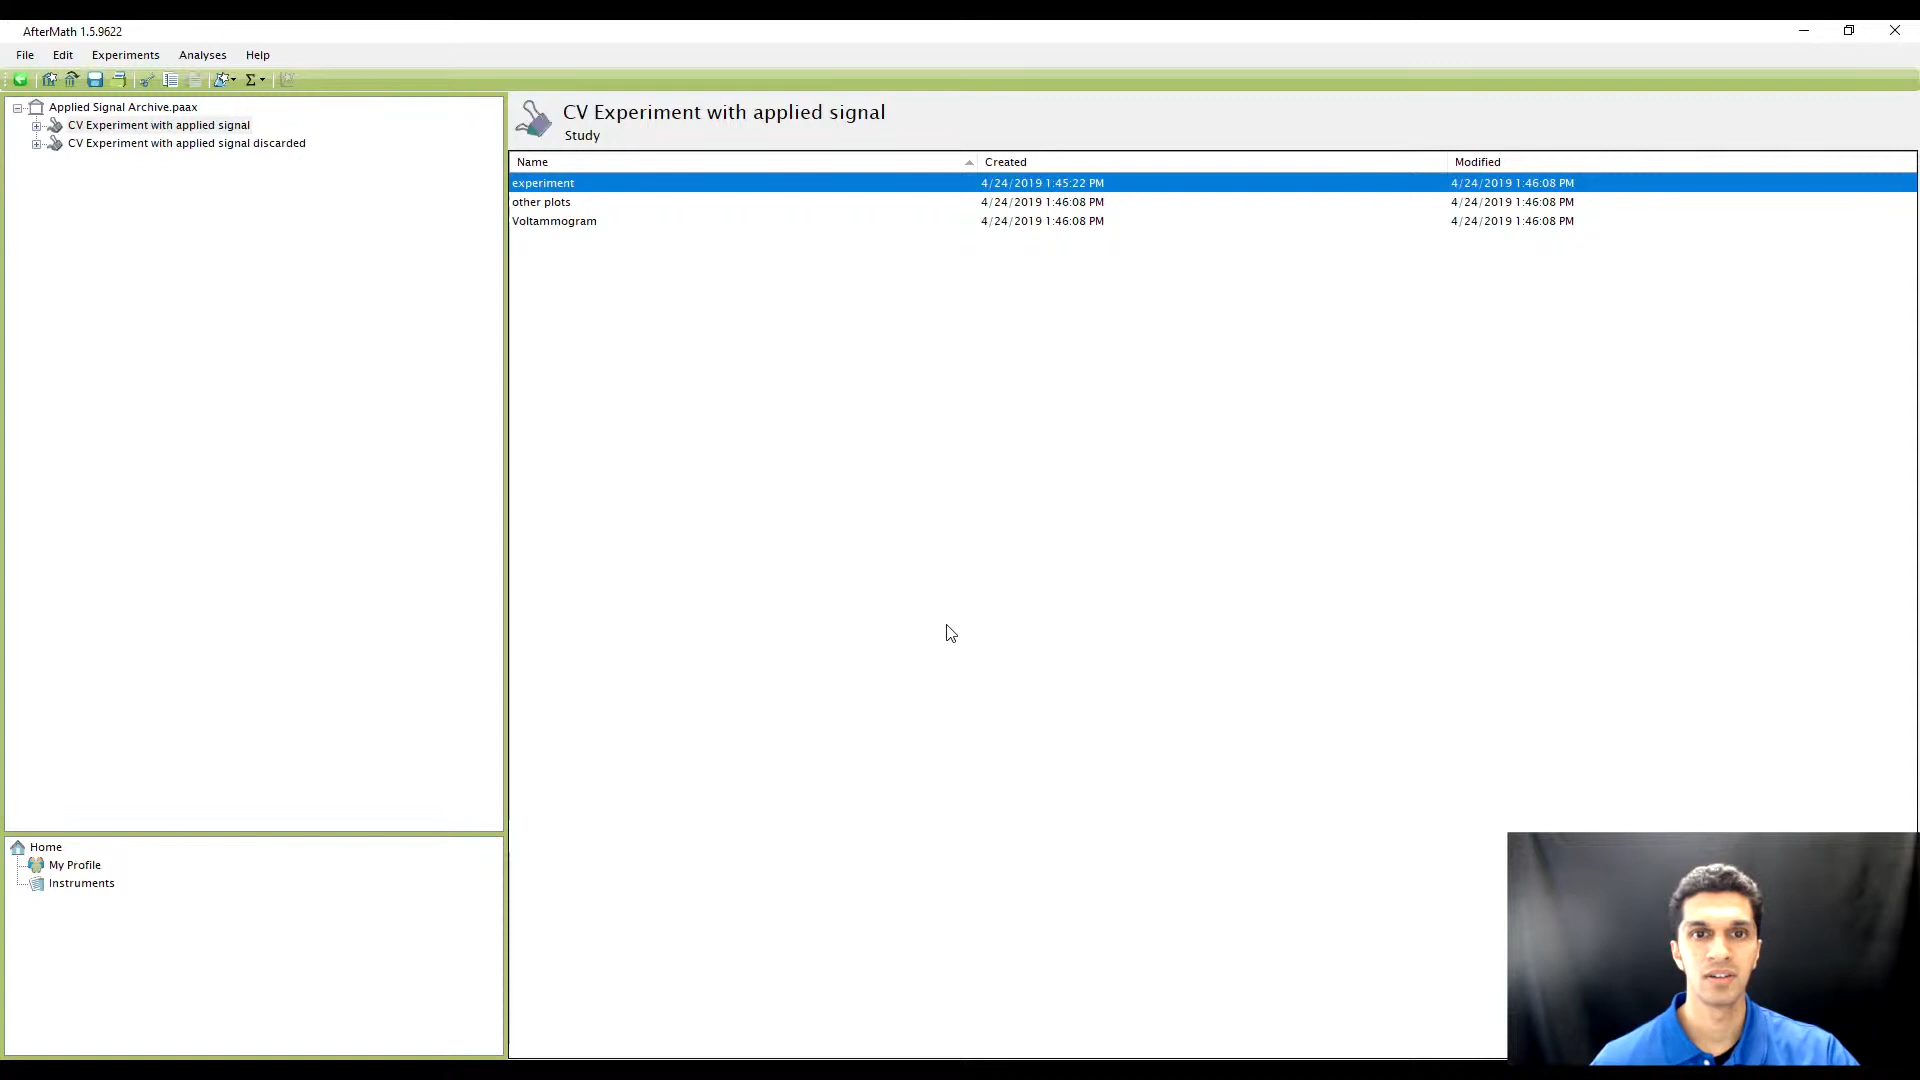 AfterMath 1.5.9622
File Edit Experiments Analyses Help
Applied Signal Archive.paax
CV Experiment with applied signal
CV Experiment with applied signal discarded
Home
My Profile
Instruments
CV Experiment with applied signal
Study
Name Created Modified
experiment 4/24/2019 1:45:22 PM 4/24/2019 1:46:08 PM
other plots 4/24/2019 1:46:08 PM 4/24/2019 1:46:08 PM
Voltammogram 4/24/2019 1:46:08 PM 4/24/2019 1:46:08 PM